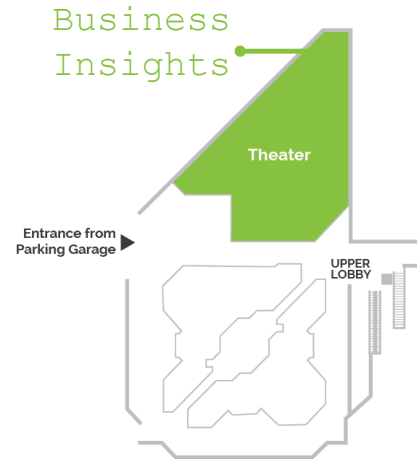 Business
Insights
Theater
Entrance from
Parking Garage
UPPER
LOBBY